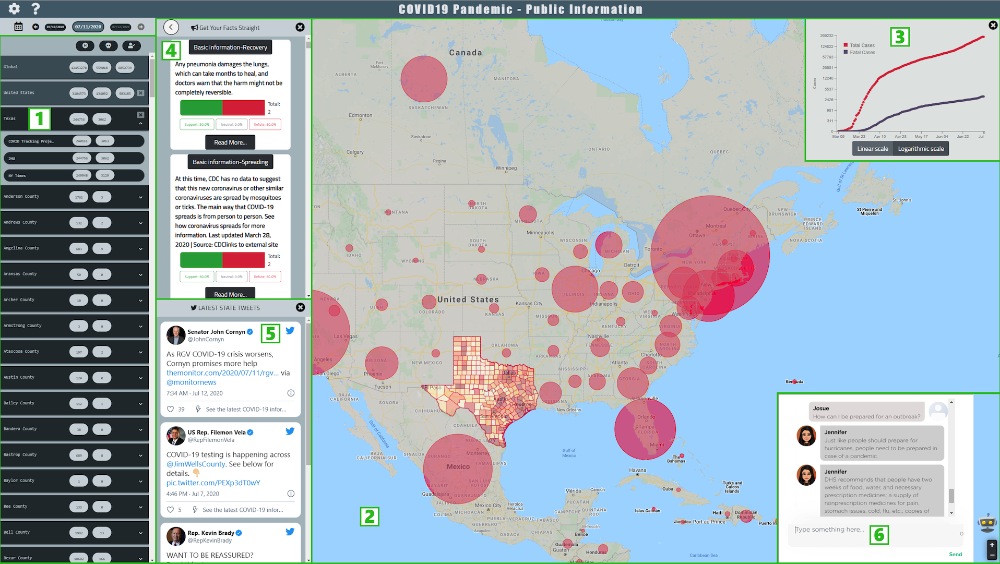 COVID19 Pandemic - Public Information
07/10/2020
07/11/2020
07/12/2020
Global
12453278 559018 6852739
United States
3184573 134092 983185
Texas
1
244756 3062
COVID Tracking Proje…
240111 3013
JHU
244756 3062
NY Times
249948 3129
Anderson County
1761 3
Andrews County
132 2
Angelina County
683 9
Aransas County
50 0
Archer County
10 0
Armstrong County
3 0
Atascosa County
197 2
Austin County
124 0
Bailey County
112 1
Bandera County
38 0
Bastrop County
689 8
Baylor County
1 0
Bee County
133 0
Bell County
1992 13
Bexar County
18602 166
Get Your Facts Straight
4
Basic information-Recovery
Any pneumonia damages the lungs,
which can take months to heal, and
doctors warn that the harm might not be
completely reversible.
Total:
2
Support: 50.0% Neutral: 0.0% Refute: 50.0%
Read More...
Basic information-Spreading
At this time, CDC has no data to suggest
that this new coronavirus or other similar
coronaviruses are spread by mosquitoes
or ticks. The main way that COVID-19
spreads is from person to person. See
how coronavirus spreads for more
information. Last updated March 28,
2020 | Source: CDClinks to external site
Total:
2
Support: 50.0% Neutral: 0.0% Refute: 50.0%
Read More...
LATEST STATE TWEETS
5
Senator John Cornyn
@JohnCornyn
As RGV COVID-19 crisis worsens,
Cornyn promises more help
themonitor.com/2020/07/11/rgv... via
@monitornews
7:34 AM · Jul 12, 2020
39 See the latest COVID-19 infor...
US Rep. Filemon Vela
@RepFilemonVela
COVID-19 testing is happening across
@JimWellsCounty. See below for
details.
pic.twitter.com/PEXp3dT0wY
4:46 PM · Jul 7, 2020
5 See the latest COVID-19 infor...
Rep. Kevin Brady
@RepKevinBrady
WANT TO BE REASSURED?
Hudson Bay
Canada
Fort
McMurray
ALBERTA
MANITOBA
SASKATCHEWAN
Edmonton
Saskatoon
Calgary
Regina
Winnipeg
ONTARIO
QUEBEC
Gulf of St Lawrence
St. John's
St Pierre and
Miquelon
NEW
BRUNSWICK
PRINCE
EDWARD
ISLAND
NOVA SCOTIA
Quebec City
Montreal
Ottawa
MAINE
VERMONT
Toronto
NEW YORK
NORTH
DAKOTA
MONTANA
MINNESOTA
Minneapolis
WISCONSIN
SOUTH
DAKOTA
MICHIGAN
IDAHO
WYOMING
Chicago
Detroit
IOWA
NEBRASKA
PENNSYLVANIA
Philadelphia
NEVADA
United States
ILLINOIS
INDIANA
OHIO
Indianapolis
UTAH
COLORADO
Kansas City
KANSAS
MISSOURI
WEST
VIRGINIA
Washington
MARYLAND
KENTUCKY
VIRGINIA
Las Vegas
Nashville
TENNESSEE
NORTH
CAROLINA
Charlotte
OKLAHOMA
ARKANSAS
ARIZONA
NEW MEXICO
Phoenix
Angeles
San Diego
Tucson
Atlanta
SOUTH
CAROLINA
MISSISSIPPI
ALABAMA
GEORGIA
Dallas
El Paso
TEXAS
Austin
Houston
San Antonio
LOUISIANA
New Orleans
Jacksonville
Orlando
Tampa
FLORIDA
Miami
Bermuda
BAJA
CALIFORNIA
SONORA
CHIHUAHUA
COAHUILA
NUEVO LEON
Gulf of California
BAJA
CALIFORNIA SUR
SINALOA
DURANGO
Monterrey
TAMAULIPAS
Mexico
SAN LUIS
POTOSI
NAYARIT
Guadalajara
GUANAJUATO
JALISCO
COLIMA
MICHOACÁN
Mexico City
Heroica
Veracruz
PUEBLA
VERACRUZ
TABASCO
GUERRERO
Acapulco
OAXACA
CHIAPAS
Gulf of
Mexico
Mérida
Cancún
YUCATÁN
CAMPECHE
QUINTANA
ROO
Belmopán
Belice
Guatemala
Honduras
Havana
Cuba
The
Bahamas
Turks and
Caicos
Islands
Islas Caimán
Jamaica
Haiti
Port-au-Prince
Dominican
Republic
Caribbean Sea
2
3
Total Cases
Fatal Cases
Cases
269232
124822
57793
26681
12240
5537
2426
981
311
0
Mar 05 Mar 23 Apr 10 Apr 28 May 17 Jun 04 Jun 22 Jul
Linear scale Logarithmic scale
Josue
How can I be prepared for an outbreak?
Jennifer
Just like people should prepare for
hurricanes, people need to be prepared in
case of a pandemic.
Jennifer
DHS recommends that people have two
weeks of food, water, and necessary
prescription medicines; a supply of
nonprescription medicines for pain,
stomach issues, cold, flu, etc.; copies of
Type something here...
6
0
Send